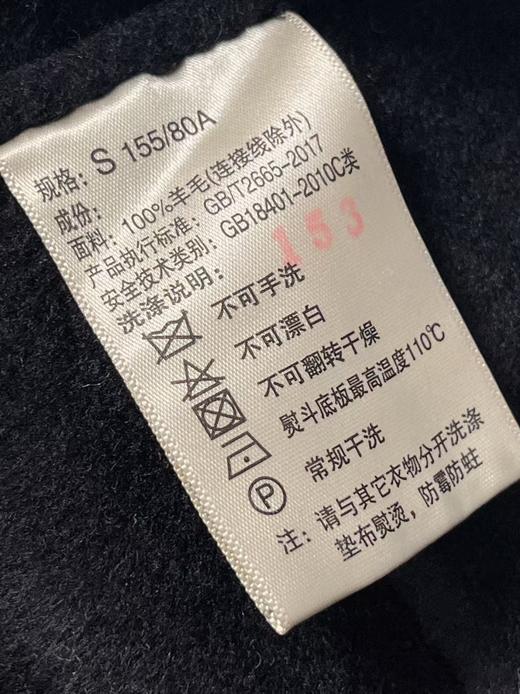 规格: S 155/80A
成份:
面料: 100%羊毛(连接线除外)
产品执行标准: GB/T2665-2017
安全技术类别: GB18401-2010C类
153
洗涤说明:
不可手洗
不可漂白
不可翻转干燥
熨斗底板最高温度110℃
P
常规干洗
注: 请与其它衣物分开洗涤
垫布熨烫, 防霉防蛀